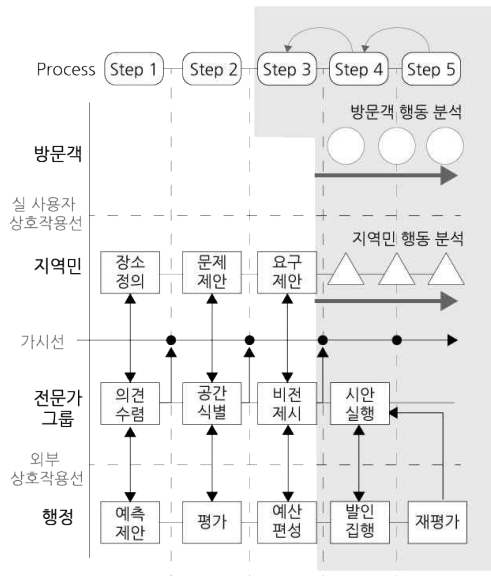 Process Step 1 Step 2 Step 3 Step 4 Step 5
방문객 행동 분석
방문객
실 사용자
상호작용선
지역민 행동 분석
지역민
장소
정의
문제
제안
요구
제안
가시선
전문가
그룹
의견
수렴
공간
식별
비전
제시
시안
실행
외부
상호작용선
행정
예측
제안
평가
예산
편성
발인
집행
재평가